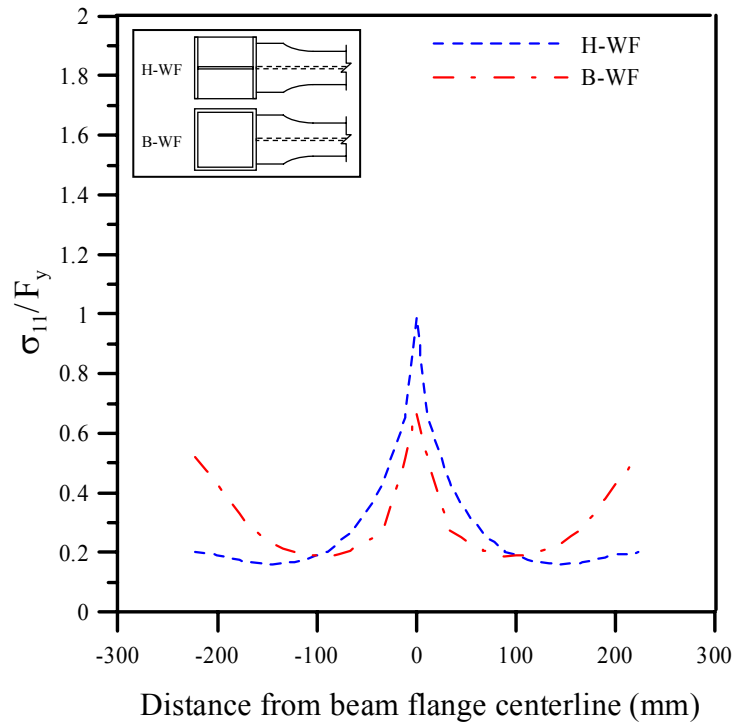 2
1.8
1.6
1.4
1.2
1
0.8
0.6
0.4
0.2
0
-300 -200 -100 0 100 200 300
σ11/Fy
Distance from beam flange centerline (mm)
H-WF
B-WF
H-WF
B-WF